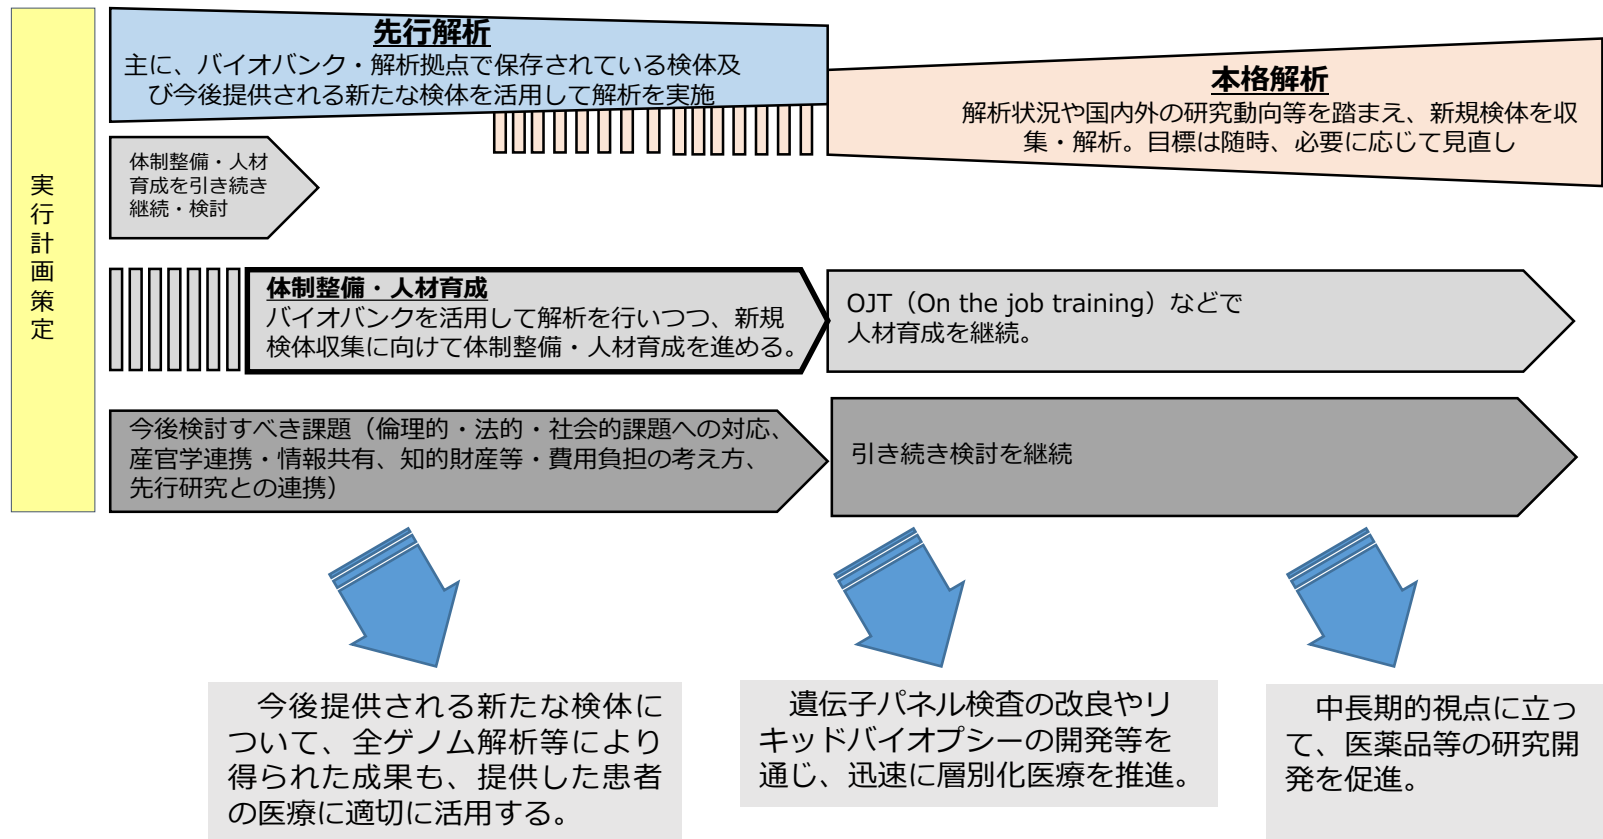 実行計画策定
先行解析
主に、バイオバンク・解析拠点で保存されている検体及
び今後提供される新たな検体を活用して解析を実施
本格解析
解析状況や国内外の研究動向等を踏まえ、新規検体を収
集・解析。目標は随時、必要に応じて見直し
体制整備・人材
育成を引き続き
継続・検討
体制整備・人材育成
バイオバンクを活用して解析を行いつつ、新規
検体収集に向けて体制整備・人材育成を進める。
OJT（On the job training）などで
人材育成を継続。
今後検討すべき課題（倫理的・法的・社会的課題への対応、
産官学連携・情報共有、知的財産等・費用負担の考え方、
先行研究との連携）
引き続き検討を継続
今後提供される新たな検体に
ついて、全ゲノム解析等により
得られた成果も、提供した患者
の医療に適切に活用する。
遺伝子パネル検査の改良やリ
キッドバイオプシーの開発等を
通じ、迅速に層別化医療を推進。
中長期的視点に立っ
て、医薬品等の研究開
発を促進。